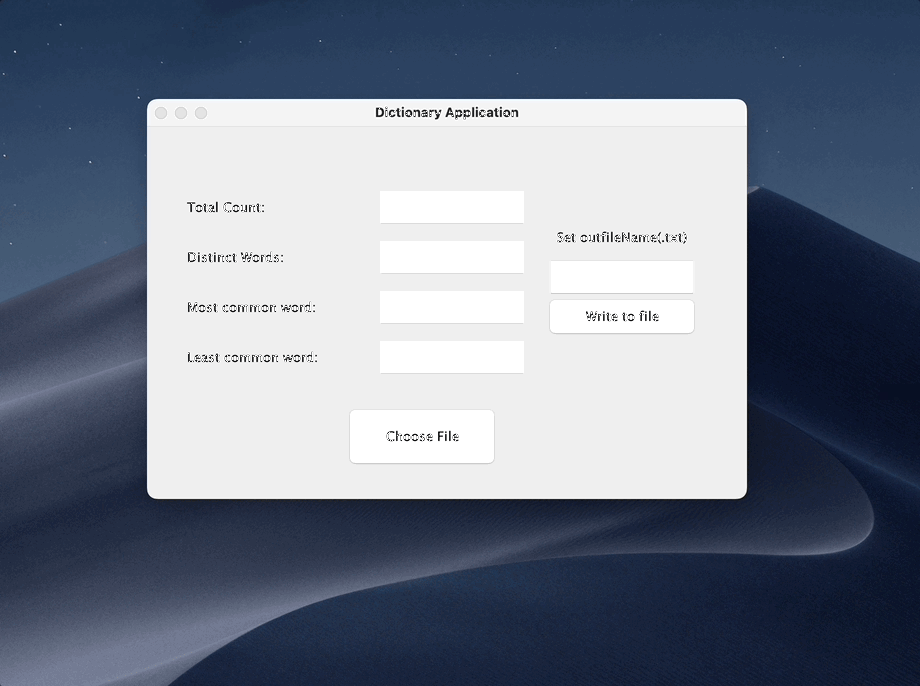 Dictionary Application
Total Count:
Set outfileName(.txt)
Distinct Words:
Most common word:
Write to file
Least common word:
Choose File